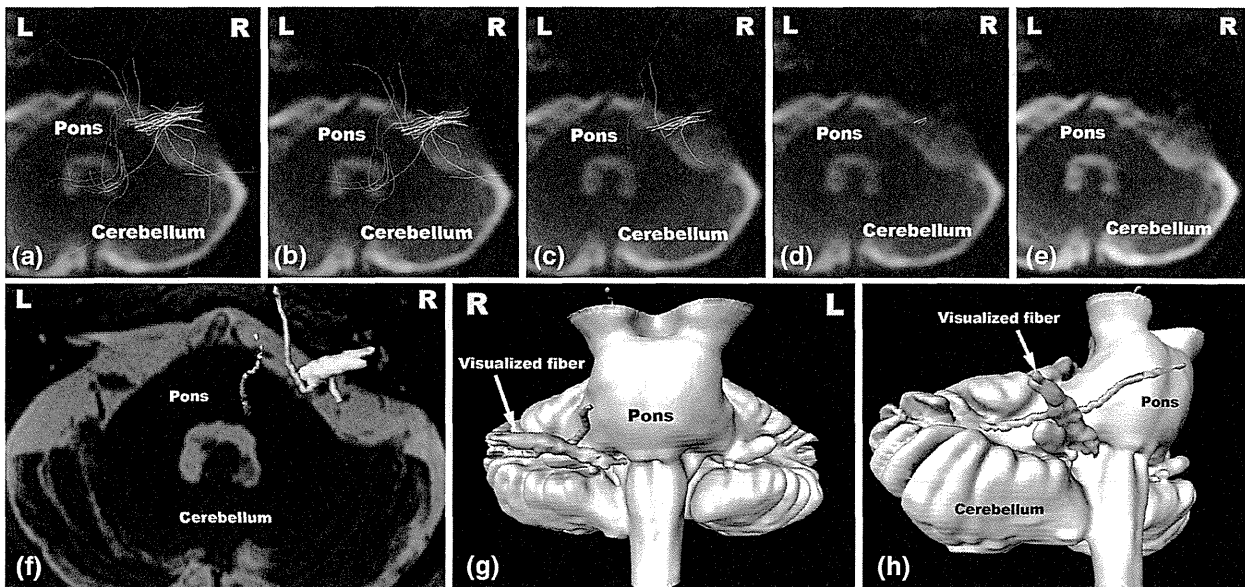 L R
Pons
Cerebellum
(a)
L R
Pons
Cerebellum
(b)
L R
Pons
Cerebellum
(c)
L R
Pons
Cerebellum
(d)
L R
Pons
Cerebellum
(e)
L R
Pons
Cerebellum
(f)
R L
Visualized fiber
Pons
(g)
Visualized fiber
Pons
Cerebellum
(h)